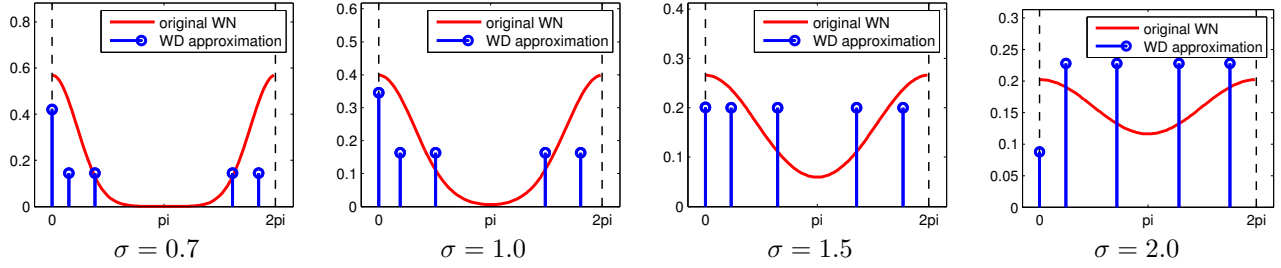 original WN
WD approximation
0.8
0.6
0.4
0.2
0
0
pi
2pi
σ = 0.7
original WN
WD approximation
0.5
0.4
0.3
0.2
0.1
0
0
pi
2pi
σ = 1.0
original WN
WD approximation
0.4
0.3
0.2
0.1
0
0
pi
2pi
σ = 1.5
original WN
WD approximation
0.3
0.25
0.2
0.15
0.1
0.05
0
0
pi
2pi
σ = 2.0